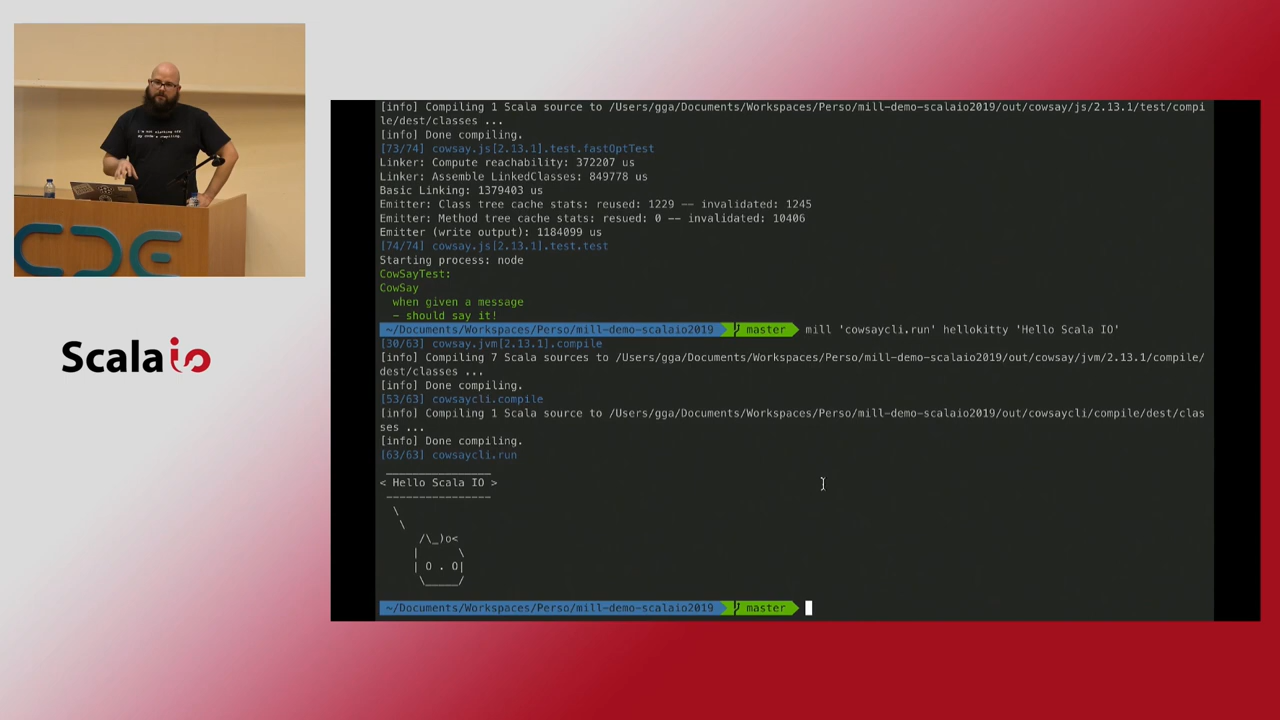 I'm not slacking off,
my code's compiling.
CDE
Scala io
[info] Compiling 1 Scala source to /Users/gga/Documents/Workspaces/Perso/mill-demo-scalaio2019/out/cowsay/js/2.13.1/test/compi
le/dest/classes ...
[info] Done compiling.
[73/74] cowsay.js[2.13.1].test.fastOptTest
Linker: Compute reachability: 372207 us
Linker: Assemble LinkedClasses: 849778 us
Basic Linking: 1379403 us
Emitter: Class tree cache stats: reused: 1229 -- invalidated: 1245
Emitter: Method tree cache stats: resued: 0 -- invalidated: 10406
Emitter (write output): 1184099 us
[74/74] cowsay.js[2.13.1].test.test
Starting process: node
CowSayTest:
CowSay
when given a message
- should say it!
~/Documents/Workspaces/Perso/mill-demo-scalaio2019 master mill 'cowsaycli.run' hellokitty 'Hello Scala IO'
[30/63] cowsay.jvm[2.13.1].compile
[info] Compiling 7 Scala sources to /Users/gga/Documents/Workspaces/Perso/mill-demo-scalaio2019/out/cowsay/jvm/2.13.1/compile/
dest/classes ...
[info] Done compiling.
[53/63] cowsaycli.compile
[info] Compiling 1 Scala source to /Users/gga/Documents/Workspaces/Perso/mill-demo-scalaio2019/out/cowsaycli/compile/dest/clas
ses ...
[info] Done compiling.
[63/63] cowsaycli.run
________________
< Hello Scala IO >
----------------
\
\
/\_)o<
| \
| O . O|
\_____/
~/Documents/Workspaces/Perso/mill-demo-scalaio2019 master